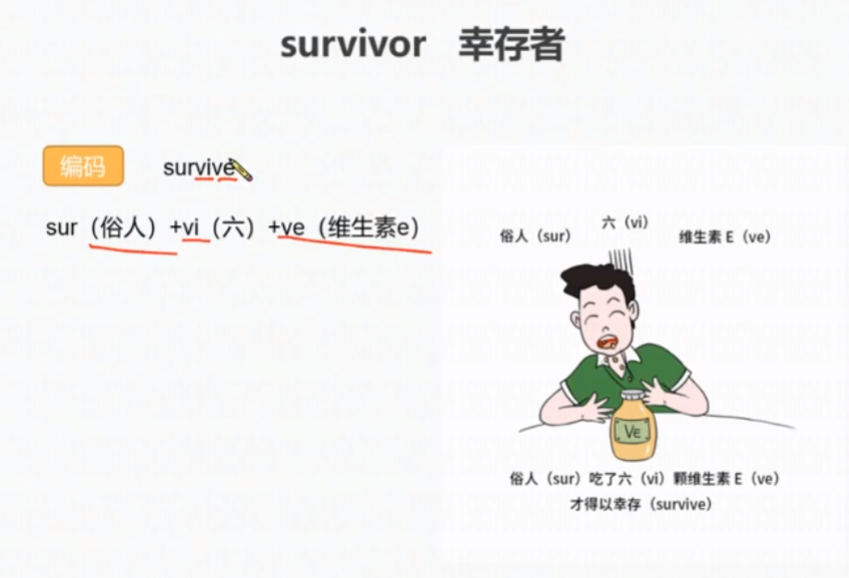 survivor 幸存者
编码 survive
sur（俗人）+vi（六）+ve（维生素e）
俗人（sur） 六（vi） 维生素 E（ve）
Ve
俗人（sur）吃了六（vi）颗维生素 E（ve）
才得以幸存（survive）